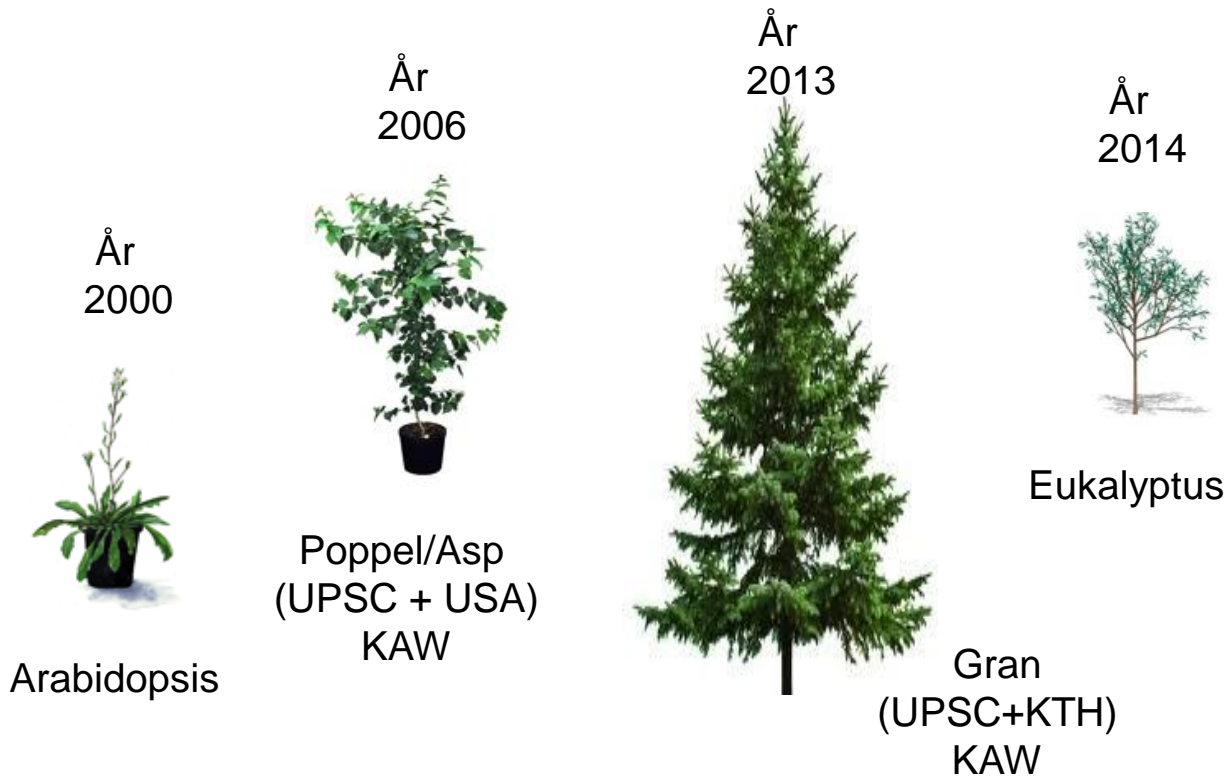 År
2000
Arabidopsis
År
2006
Poppel/Asp
(UPSC + USA)
KAW
År
2013
Gran
(UPSC+KTH)
KAW
År
2014
Eukalyptus